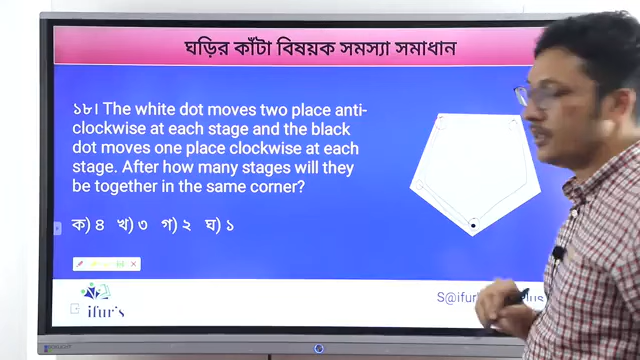 ঘড়ির কাঁটা বিষয়ক সমস্যা সমাধান
১৮। The white dot moves two place anti-
clockwise at each stage and the black
dot moves one place clockwise at each
stage. After how many stages will they
be together in the same corner?
ক) ৪ খ) ৩ গ) ২ ঘ) ১
ifur's